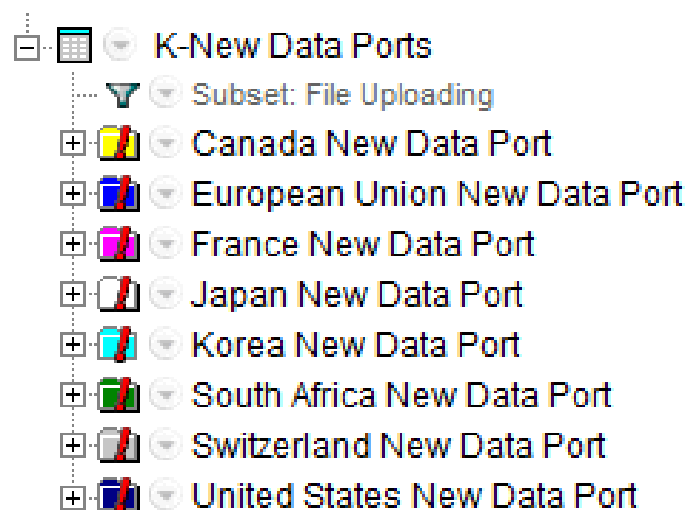 K-New Data Ports
Subset: File Uploading
Canada New Data Port
European Union New Data Port
France New Data Port
Japan New Data Port
Korea New Data Port
South Africa New Data Port
Switzerland New Data Port
United States New Data Port